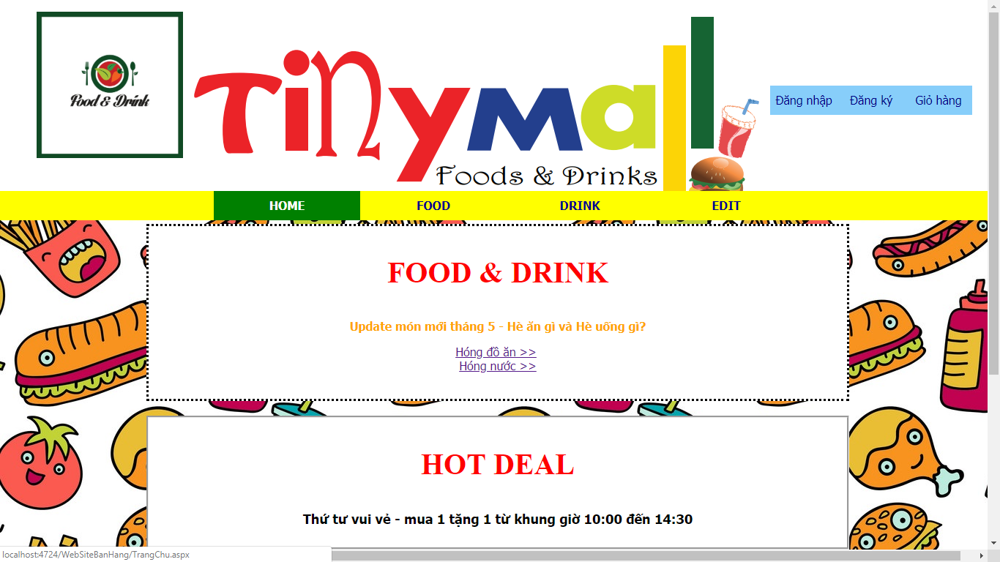 Food & Drink
Tinymall
Foods & Drinks
Đăng nhập Đăng ký Giỏ hàng
HOME FOOD DRINK EDIT
FOOD & DRINK
Update món mới tháng 5 - Hè ăn gì và Hè uống gì?
Hóng đồ ăn >>
Hóng nước >>
HOT DEAL
Thứ tư vui vẻ - mua 1 tặng 1 từ khung giờ 10:00 đến 14:30
localhost:4724/WebSiteBanHang/TrangChu.aspx